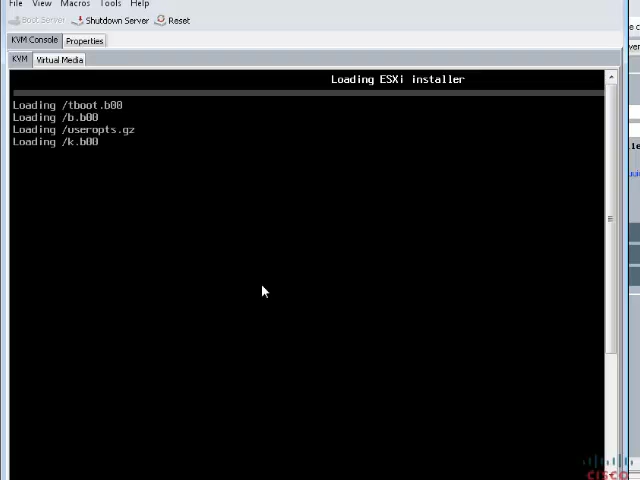 File View Macros Tools Help
Boot Server Shutdown Server Reset
KVM Console Properties
KVM Virtual Media
Loading ESXi installer
Loading /tboot.b00
Loading /b.b00
Loading /useropts.gz
Loading /k.b00
CISCO